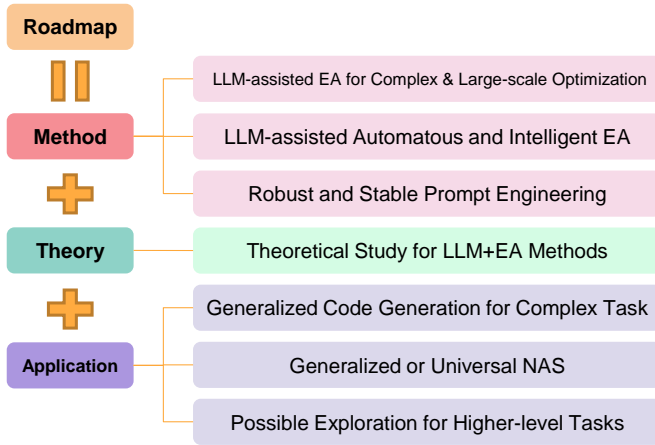 Roadmap
LLM-assisted EA for Complex & Large-scale Optimization
Method
LLM-assisted Automatous and Intelligent EA
Robust and Stable Prompt Engineering
Theory
Theoretical Study for LLM+EA Methods
Generalized Code Generation for Complex Task
Application
Generalized or Universal NAS
Possible Exploration for Higher-level Tasks